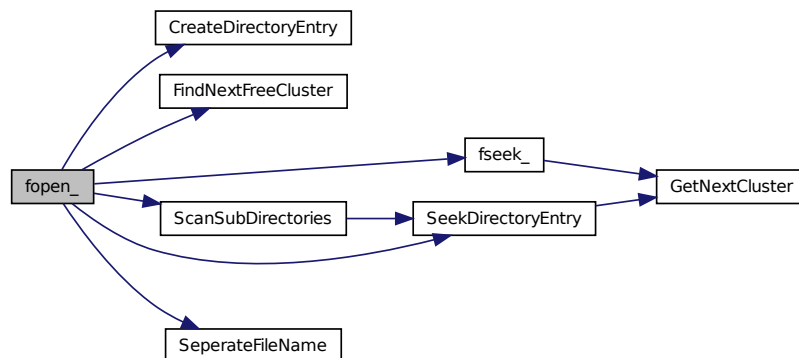 CreateDirectoryEntry
FindNextFreeCluster
fseek_
fopen_
GetNextCluster
ScanSubDirectories
SeekDirectoryEntry
SeperateFileName